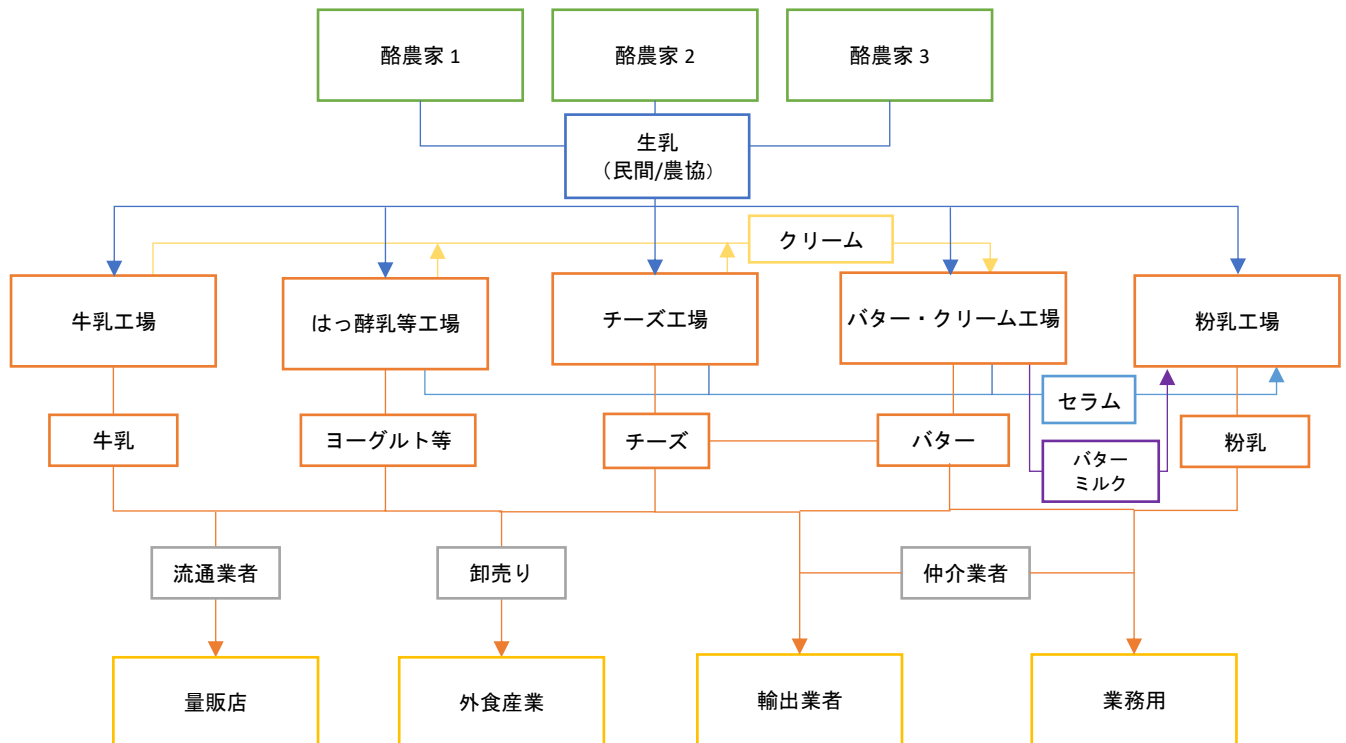 酪農家 1
酪農家 2
酪農家 3
生乳
（民間/農協）
クリーム
牛乳工場
はっ酵乳等工場
チーズ工場
バター・クリーム工場
粉乳工場
セラム
牛乳
ヨーグルト等
チーズ
バター
バター
ミルク
粉乳
流通業者
卸売り
仲介業者
量販店
外食産業
輸出業者
業務用